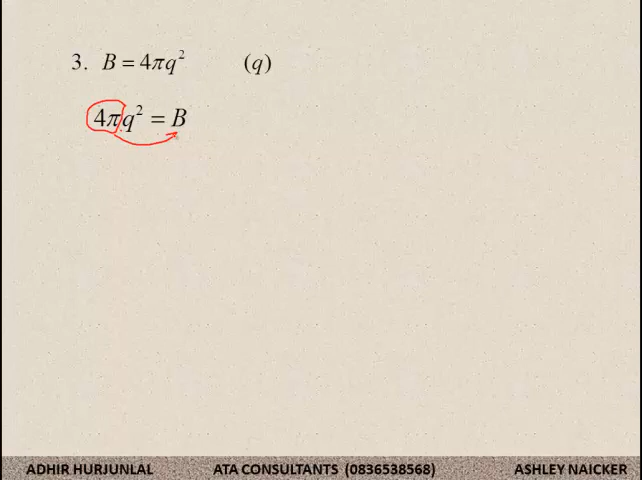 3. B = 4πq² (q)
4πq² = B
ADHIR HURJUNLAL ATA CONSULTANTS (0836538568) ASHLEY NAICKER